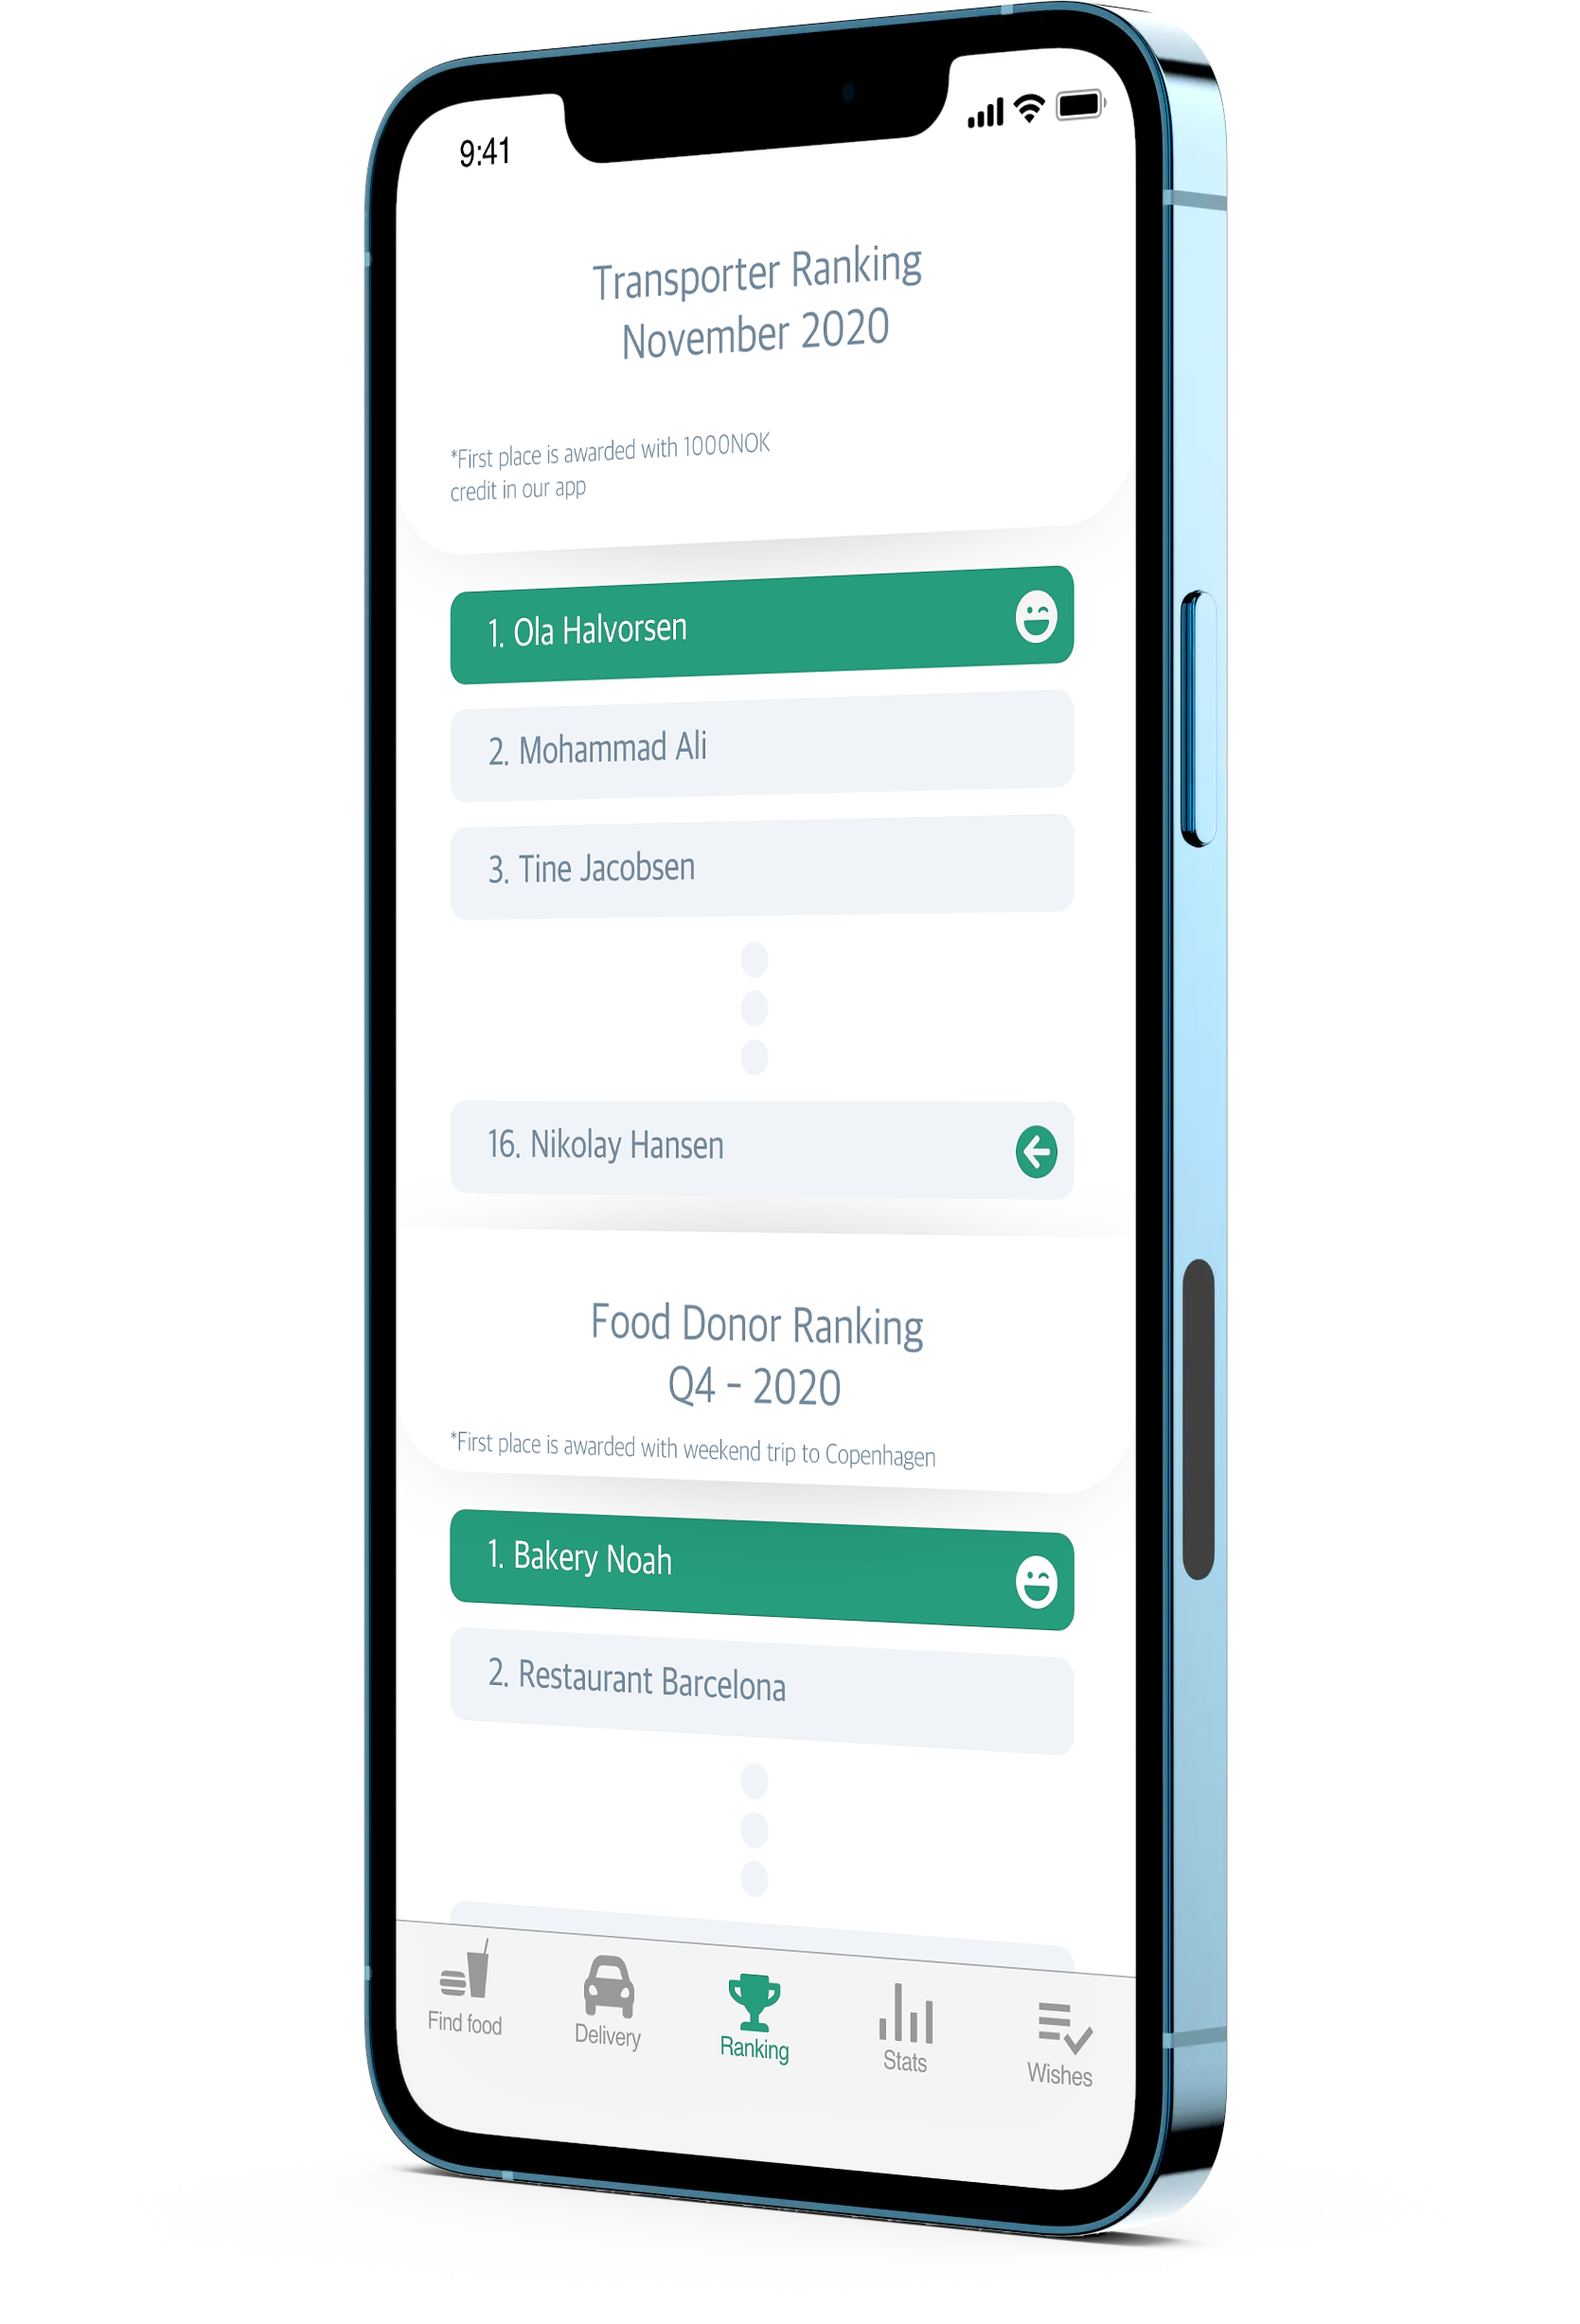 9:41
Transporter Ranking
November 2020
*First place is awarded with 1000NOK
credit in our app
1. Ola Halvorsen
2. Mohammad Ali
3. Tine Jacobsen
16. Nikolay Hansen
Food Donor Ranking
Q4 - 2020
*First place is awarded with weekend trip to Copenhagen
1. Bakery Noah
2. Restaurant Barcelona
Find food
Delivery
Ranking
Stats
Wishes